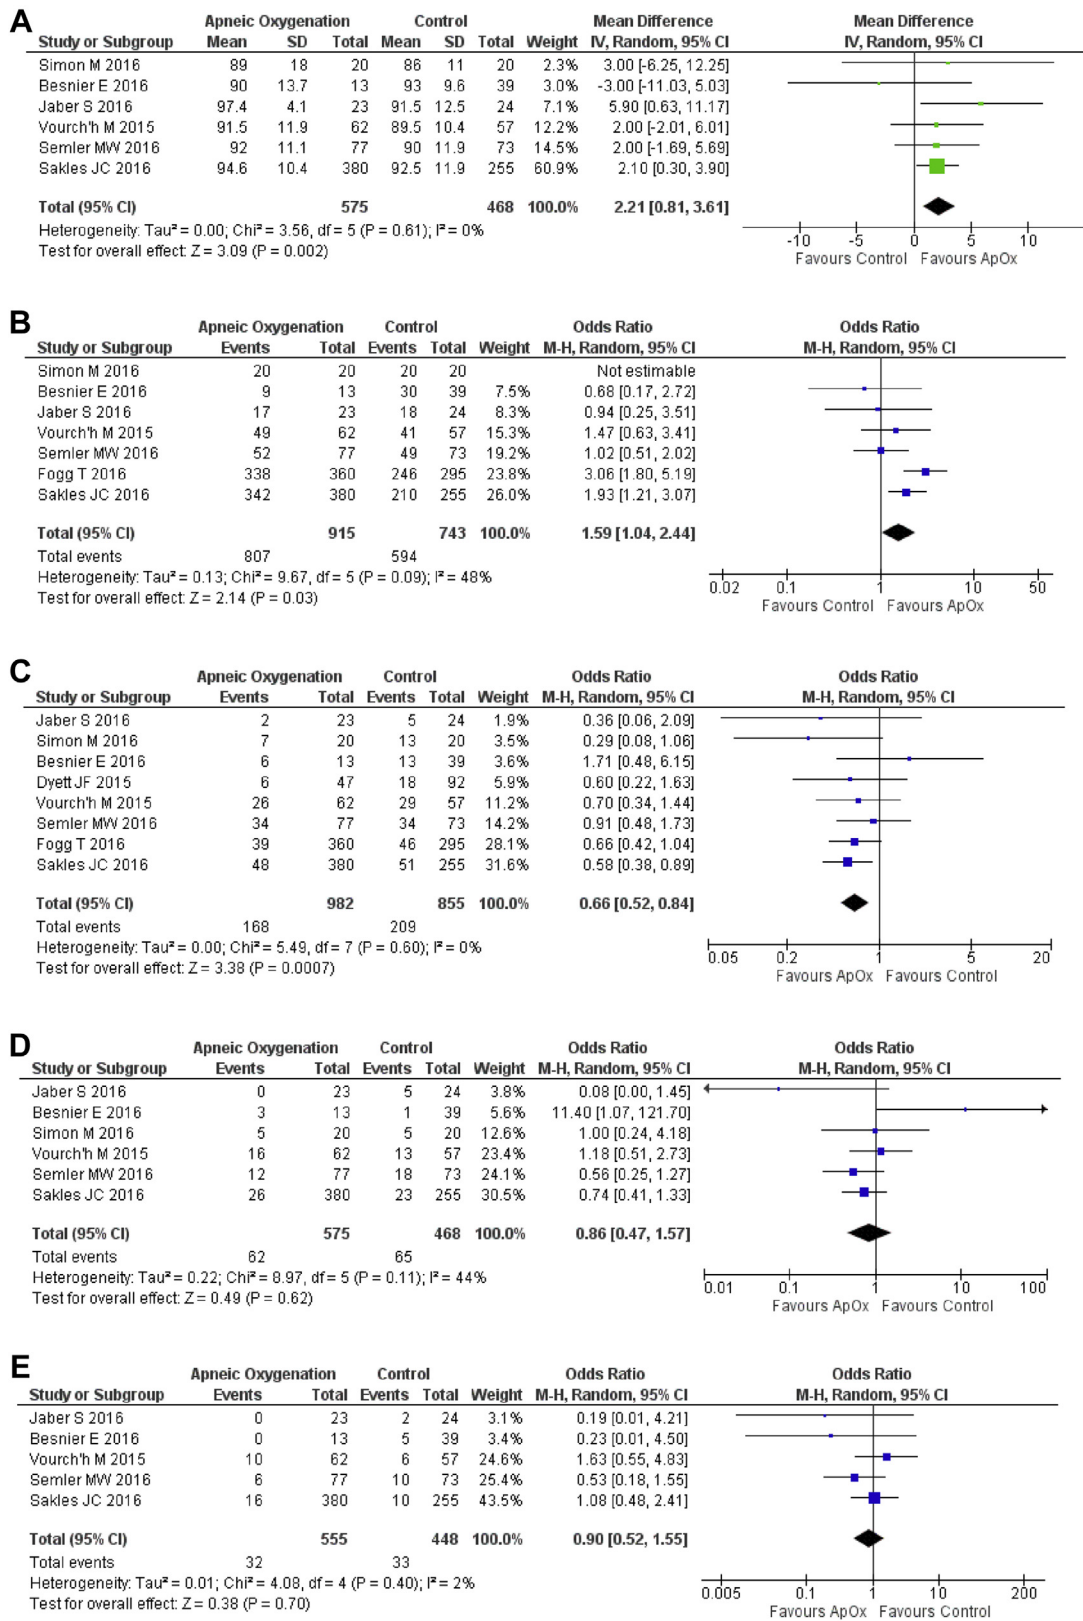 A
Apneic Oxygenation Control Mean Difference Mean Difference
Study or Subgroup Mean SD Total Mean SD Total Weight IV, Random, 95% CI IV, Random, 95% CI
Simon M 2016 89 18 20 86 11 20 2.3% 3.00 [-6.25, 12.25]
Besnier E 2016 90 13.7 13 93 9.6 39 3.0% -3.00 [-11.03, 5.03]
Jaber S 2016 97.4 4.1 23 91.5 12.5 24 7.1% 5.90 [0.63, 11.17]
Vourc'h M 2015 91.5 11.9 62 89.5 10.4 57 12.2% 2.00 [-2.01, 6.01]
Semler MW 2016 92 11.1 77 90 11.9 73 14.5% 2.00 [-1.69, 5.69]
Sakles JC 2016 94.6 10.4 380 92.5 11.9 255 60.9% 2.10 [0.30, 3.90]
Total (95% CI) 575 468 100.0% 2.21 [0.81, 3.61]
Heterogeneity: Tau² = 0.00; Chi² = 3.56, df = 5 (P = 0.61); I² = 0%
Test for overall effect: Z = 3.09 (P = 0.002)
-10 -5 0 5 10
Favours Control Favours ApOx
B
Apneic Oxygenation Control Odds Ratio Odds Ratio
Study or Subgroup Events Total Events Total Weight M-H, Random, 95% CI M-H, Random, 95% CI
Simon M 2016 20 20 20 20 Not estimable
Besnier E 2016 9 13 30 39 7.5% 0.68 [0.17, 2.72]
Jaber S 2016 17 23 18 24 8.3% 0.94 [0.25, 3.51]
Vourc'h M 2015 49 62 41 57 15.3% 1.47 [0.63, 3.41]
Semler MW 2016 52 77 49 73 19.2% 1.02 [0.51, 2.02]
Fogg T 2016 338 360 246 295 23.8% 3.06 [1.80, 5.19]
Sakles JC 2016 342 380 210 255 26.0% 1.93 [1.21, 3.07]
Total (95% CI) 915 743 100.0% 1.59 [1.04, 2.44]
Total events 807 594
Heterogeneity: Tau² = 0.13; Chi² = 9.67, df = 5 (P = 0.09); I² = 48%
Test for overall effect: Z = 2.14 (P = 0.03)
0.02 0.1 1 10 50
Favours Control Favours ApOx
C
Apneic Oxygenation Control Odds Ratio Odds Ratio
Study or Subgroup Events Total Events Total Weight M-H, Random, 95% CI M-H, Random, 95% CI
Jaber S 2016 2 23 5 24 1.9% 0.36 [0.06, 2.09]
Simon M 2016 7 20 13 20 3.5% 0.29 [0.08, 1.06]
Besnier E 2016 6 13 13 39 3.6% 1.71 [0.48, 6.15]
Dyett JF 2015 6 47 18 92 5.9% 0.60 [0.22, 1.63]
Vourc'h M 2015 26 62 29 57 11.2% 0.70 [0.34, 1.44]
Semler MW 2016 34 77 34 73 14.2% 0.91 [0.48, 1.73]
Fogg T 2016 39 360 46 295 28.1% 0.66 [0.42, 1.04]
Sakles JC 2016 48 380 51 255 31.6% 0.58 [0.38, 0.89]
Total (95% CI) 982 855 100.0% 0.66 [0.52, 0.84]
Total events 168 209
Heterogeneity: Tau² = 0.00; Chi² = 5.49, df = 7 (P = 0.60); I² = 0%
Test for overall effect: Z = 3.38 (P = 0.0007)
0.05 0.2 1 5 20
Favours ApOx Favours Control
D
Apneic Oxygenation Control Odds Ratio Odds Ratio
Study or Subgroup Events Total Events Total Weight M-H, Random, 95% CI M-H, Random, 95% CI
Jaber S 2016 0 23 5 24 3.8% 0.08 [0.00, 1.45]
Besnier E 2016 3 13 1 39 5.6% 11.40 [1.07, 121.70]
Simon M 2016 5 20 5 20 12.6% 1.00 [0.24, 4.18]
Vourc'h M 2015 16 62 13 57 23.4% 1.18 [0.51, 2.73]
Semler MW 2016 12 77 18 73 24.1% 0.56 [0.25, 1.27]
Sakles JC 2016 26 380 23 255 30.5% 0.74 [0.41, 1.33]
Total (95% CI) 575 468 100.0% 0.86 [0.47, 1.57]
Total events 62 65
Heterogeneity: Tau² = 0.22; Chi² = 8.97, df = 5 (P = 0.11); I² = 44%
Test for overall effect: Z = 0.49 (P = 0.62)
0.01 0.1 1 10 100
Favours ApOx Favours Control
E
Apneic Oxygenation Control Odds Ratio Odds Ratio
Study or Subgroup Events Total Events Total Weight M-H, Random, 95% CI M-H, Random, 95% CI
Jaber S 2016 0 23 2 24 3.1% 0.19 [0.01, 4.21]
Besnier E 2016 0 13 5 39 3.4% 0.23 [0.01, 4.50]
Vourc'h M 2015 10 62 6 57 24.6% 1.63 [0.55, 4.83]
Semler MW 2016 6 77 10 73 25.4% 0.53 [0.18, 1.55]
Sakles JC 2016 16 380 10 255 43.5% 1.08 [0.48, 2.41]
Total (95% CI) 555 448 100.0% 0.90 [0.52, 1.55]
Total events 32 33
Heterogeneity: Tau² = 0.01; Chi² = 4.08, df = 4 (P = 0.40); I² = 2%
Test for overall effect: Z = 0.38 (P = 0.70)
0.005 0.1 1 10 200
Favours ApOx Favours Control